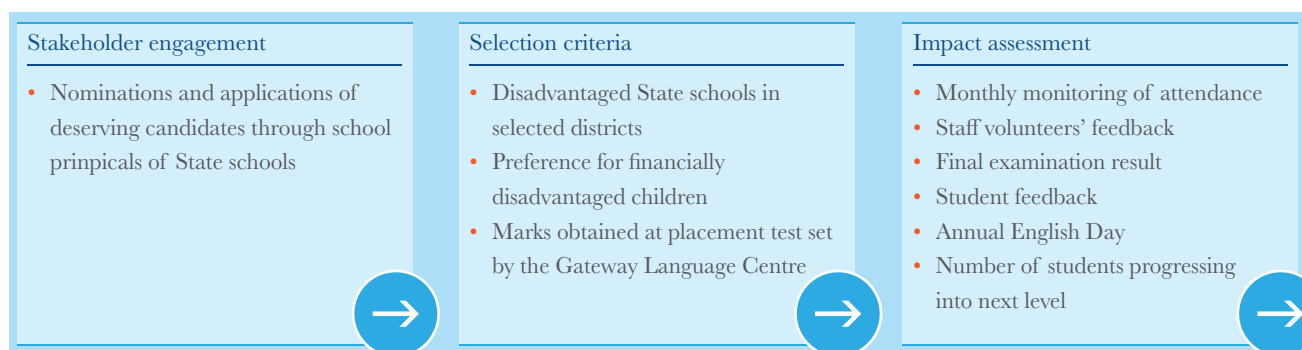 Stakeholder engagement
• Nominations and applications of
deserving candidates through school
prinpicals of State schools
Selection criteria
• Disadvantaged State schools in
selected districts
• Preference for financially
disadvantaged children
• Marks obtained at placement test set
by the Gateway Language Centre
Impact assessment
• Monthly monitoring of attendance
• Staff volunteers’ feedback
• Final examination result
• Student feedback
• Annual English Day
• Number of students progressing
into next level